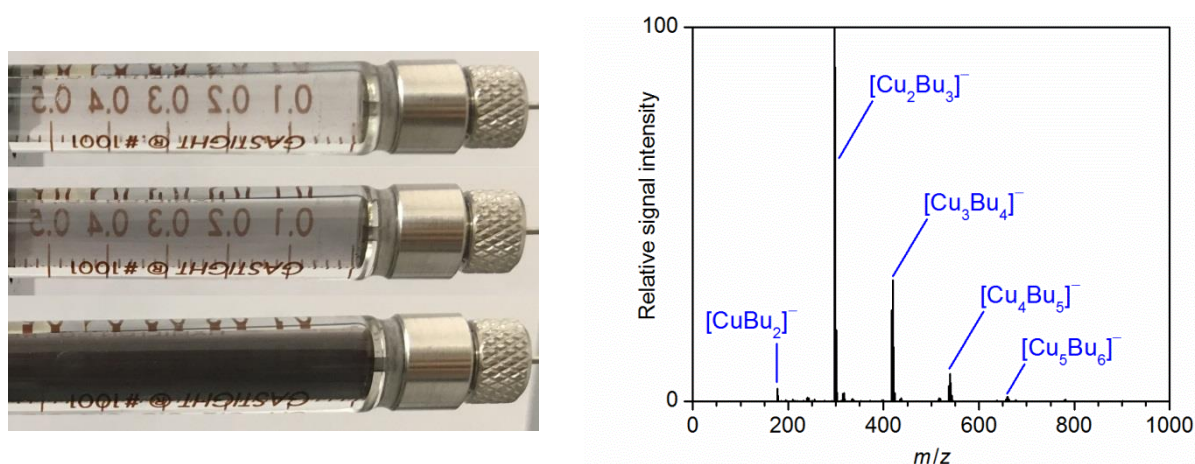 0.1 0.2 0.3 0.4 0.5
GASTIGHT ® #1001
0.1 0.2 0.3 0.4 0.5
GASTIGHT ® #1001
GASTIGHT ® #1001
100
Relative signal intensity
[Cu₂Bu₃]⁻
[Cu₃Bu₄]⁻
[Cu₄Bu₅]⁻
[CuBu₂]⁻
[Cu₅Bu₆]⁻
0
0 200 400 600 800 1000
m/z